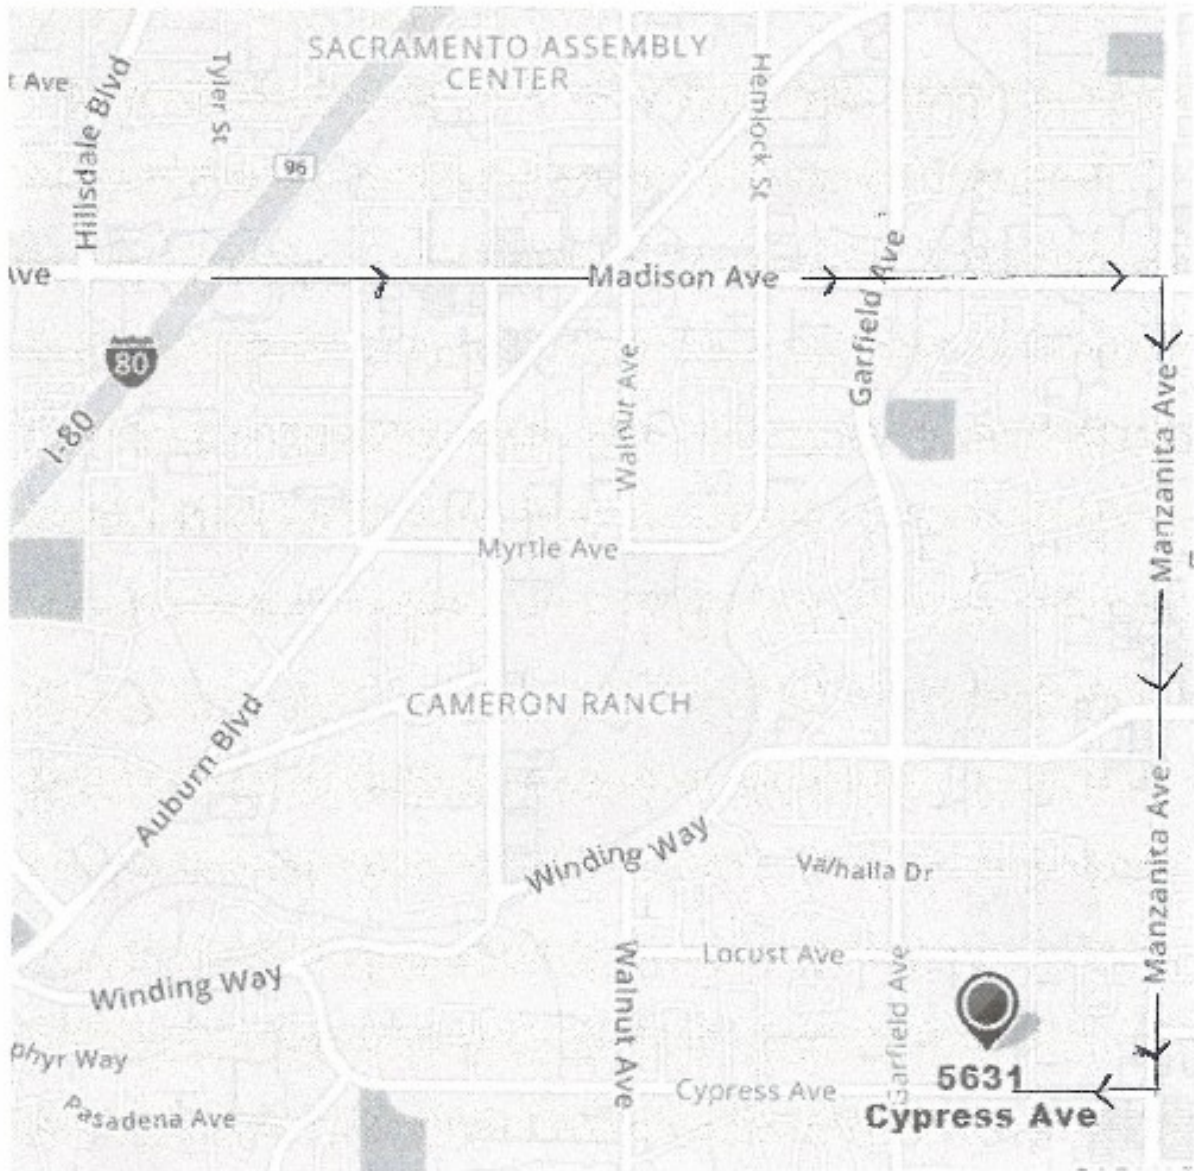 SACRAMENTO ASSEMBLY
CENTER
t Ave
Hillsdale Blvd
Tyler St
Hemlock St
96
Ave
Madison Ave
Garfield Ave
80
I-80
Walnut Ave
Manzanita Ave
Myrtle Ave
CAMERON RANCH
Auburn Blvd
Winding Way
Valhalla Dr
Manzanita Ave
Locust Ave
Walnut Ave
Garfield Ave
Winding Way
phyr Way
5631
Cypress Ave
Cypress Ave
Pasadena Ave